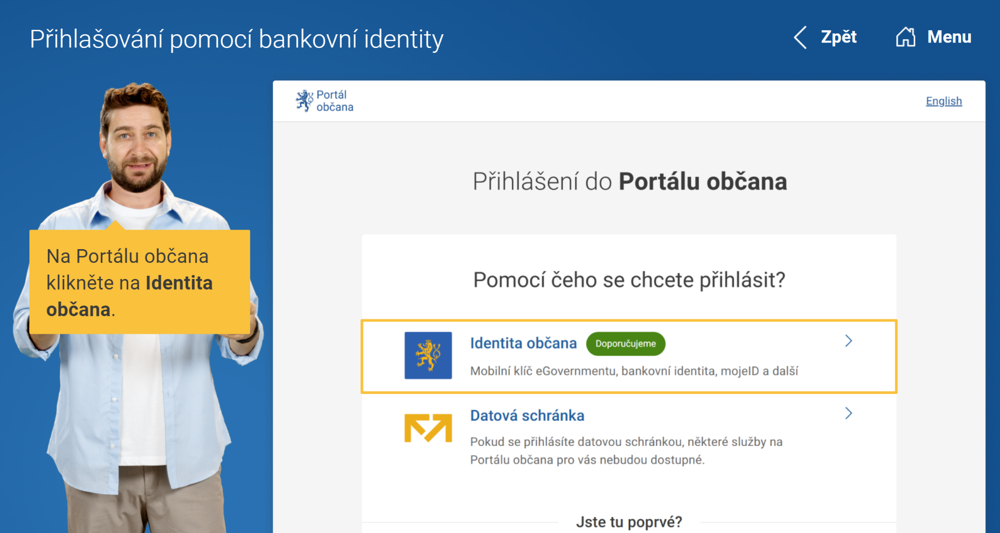 Přihlašování pomocí bankovní identity
Zpět
Menu
Na Portálu občana
klikněte na Identita
občana.
Portál
občana
English
Přihlášení do Portálu občana
Pomocí čeho se chcete přihlásit?
Identita občana
Doporučujeme
Mobilní klíč eGovernmentu, bankovní identita, mojeID a další
Datová schránka
Pokud se přihlásíte datovou schránkou, některé služby na
Portálu občana pro vás nebudou dostupné.
Jste tu poprvé?